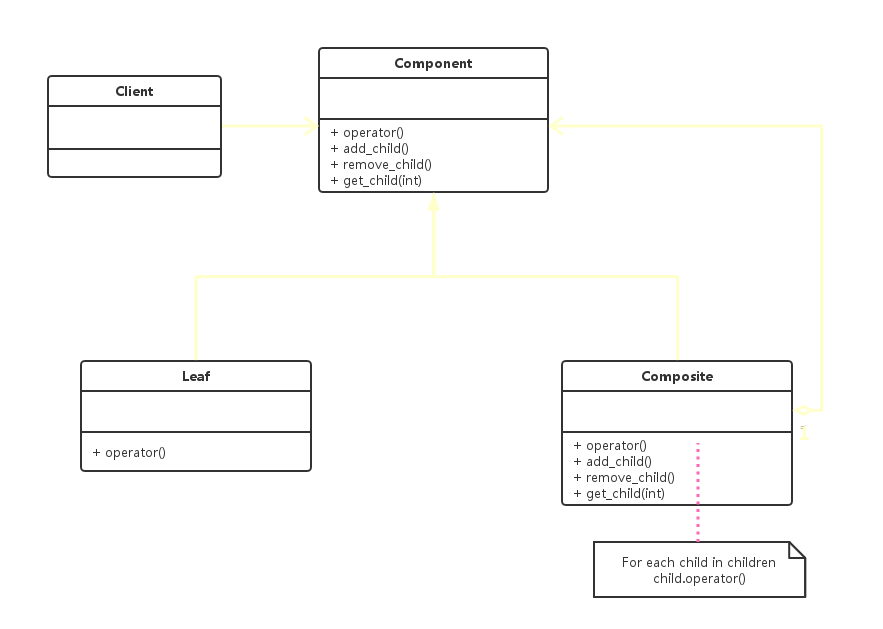 Component
Client
+ operator()
+ add_child()
+ remove_child()
+ get_child(int)
Leaf
+ operator()
Composite
+ operator()
+ add_child()
+ remove_child()
+ get_child(int)
1
For each child in children
child.operator()